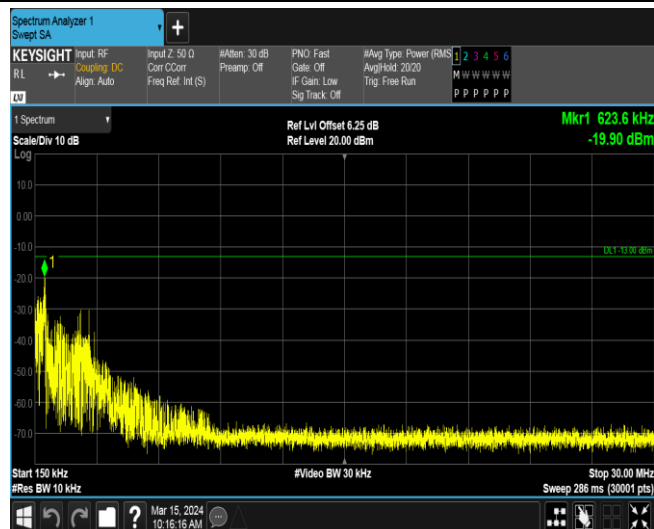 Spectrum Analyzer 1
Swept SA
+
KEYSIGHT
RL
LXI
Input: RF
Coupling: DC
Align: Auto
Input Z: 50 Ω
Corr CCorr
Freq Ref: Int (S)
#Atten: 30 dB
Preamp: Off
PNO: Fast
Gate: Off
IF Gain: Low
Sig Track: Off
#Avg Type: Power (RMS
Avg|Hold: 20/20
Trig: Free Run
1 2 3 4 5 6
M W W W W W
P P P P P P
1 Spectrum
Scale/Div 10 dB
Ref Lvl Offset 6.25 dB
Ref Level 20.00 dBm
Mkr1 623.6 kHz
-19.90 dBm
Log
10.0
0.00
-10.0
DL1 -13.00 dBm
1
-20.0
-30.0
-40.0
-50.0
-60.0
-70.0
Start 150 kHz
#Res BW 10 kHz
#Video BW 30 kHz
Stop 30.00 MHz
Sweep 286 ms (30001 pts)
?
Mar 15, 2024
10:16:16 AM